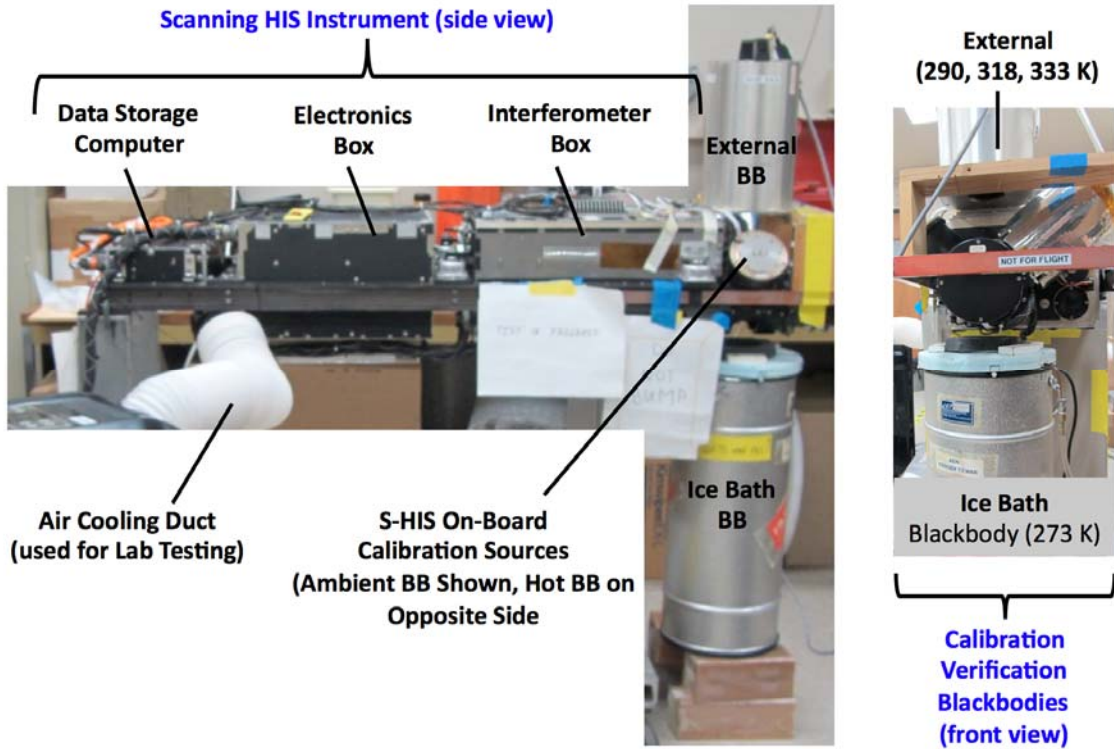 Scanning HIS Instrument (side view)
Data Storage
Computer
Electronics
Box
Interferometer
Box
External
BB
External
(290, 318, 333 K)
NOT FOR FLIGHT
Ice Bath
BB
Air Cooling Duct
(used for Lab Testing)
S-HIS On-Board
Calibration Sources
(Ambient BB Shown, Hot BB on
Opposite Side
Ice Bath
Blackbody (273 K)
Calibration
Verification
Blackbodies
(front view)